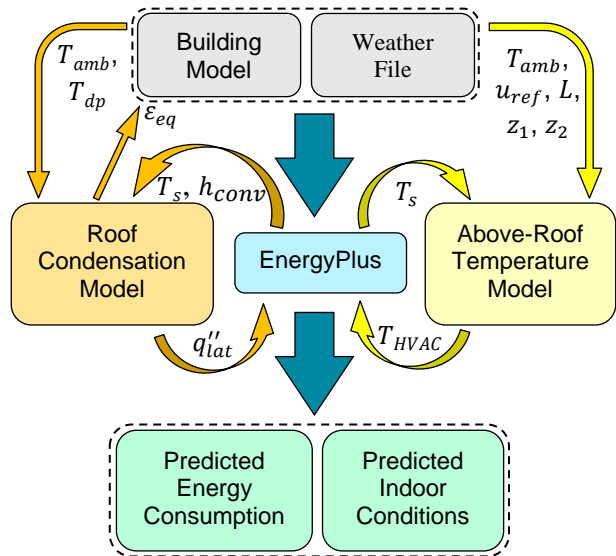 Building
Model
Weather
File
T_amb,
T_dp
ε_eq
T_amb,
u_ref, L,
z_1, z_2
T_s, h_conv
T_s
Roof
Condensation
Model
EnergyPlus
Above-Roof
Temperature
Model
q''_lat
T_HVAC
Predicted
Energy
Consumption
Predicted
Indoor
Conditions